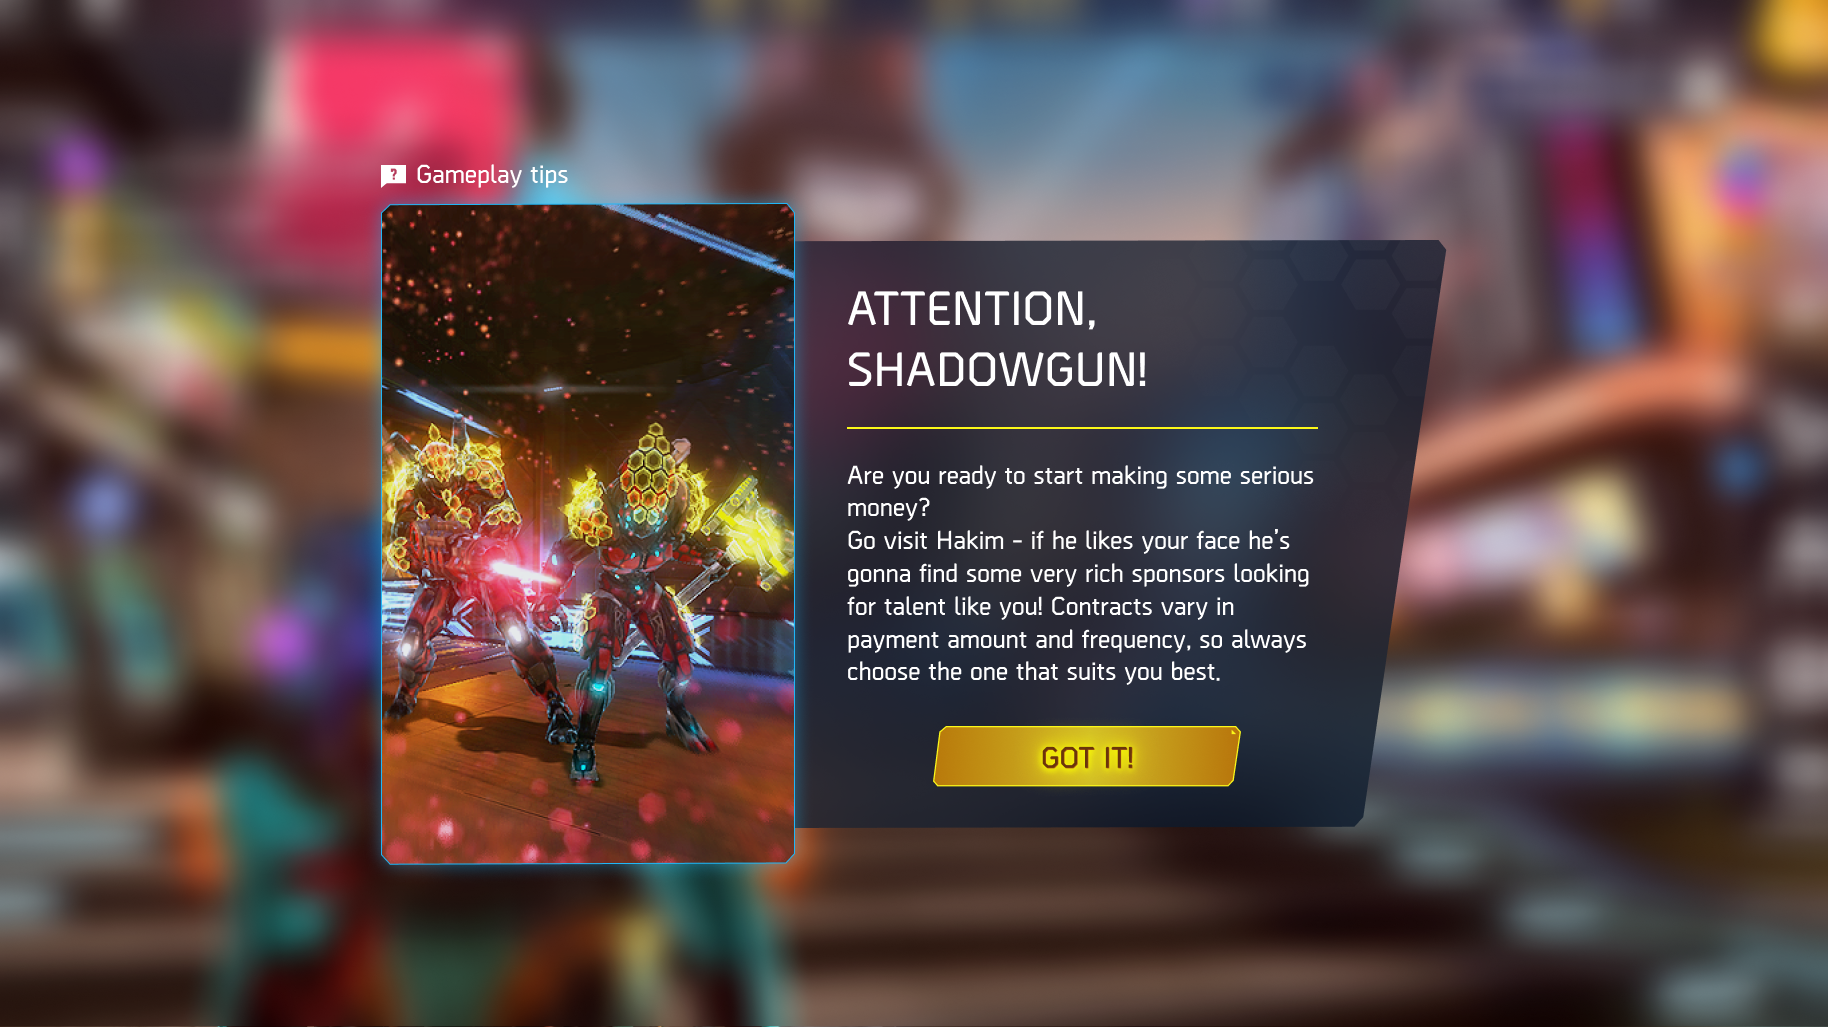 Gameplay tips
ATTENTION,
SHADOWGUN!
Are you ready to start making some serious
money?
Go visit Hakim - if he likes your face he's
gonna find some very rich sponsors looking
for talent like you! Contracts vary in
payment amount and frequency, so always
choose the one that suits you best.
GOT IT!